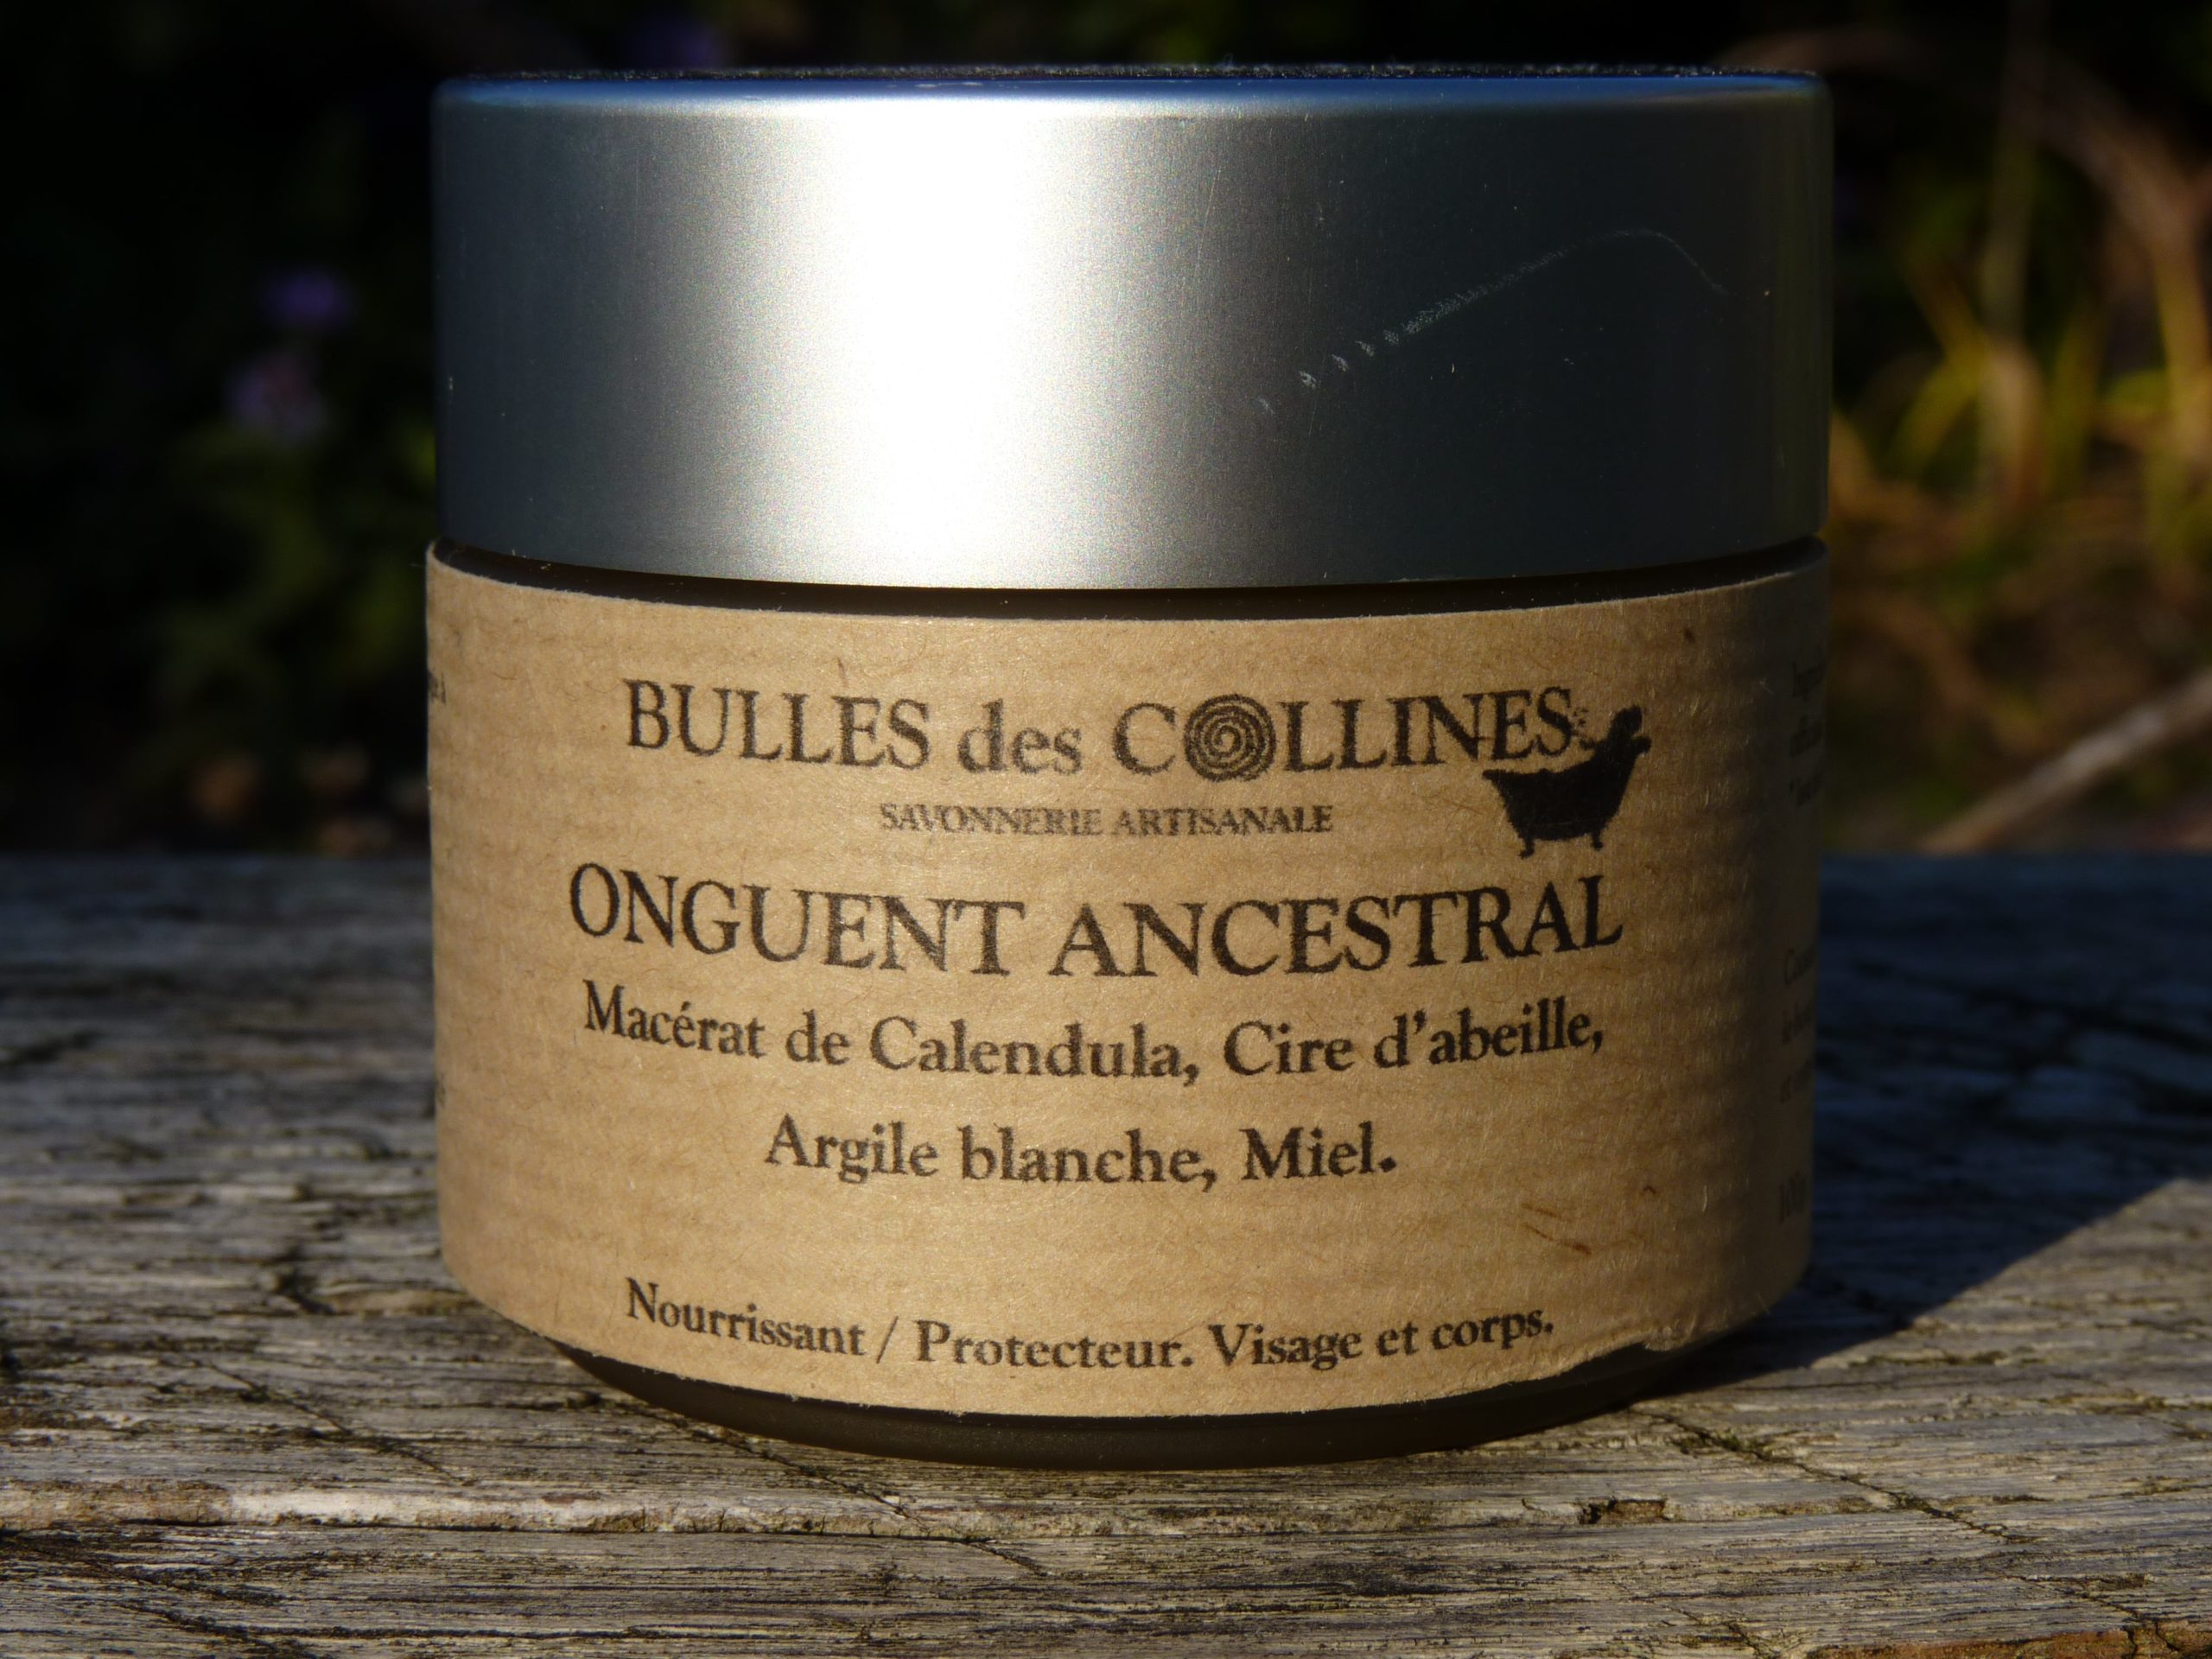 BULLES des COLLINES
SAVONNERIE ARTISANALE
ONGUENT ANCESTRAL
Macérat de Calendula, Cire d'abeille,
Argile blanche, Miel.
Nourrissant / Protecteur. Visage et corps.